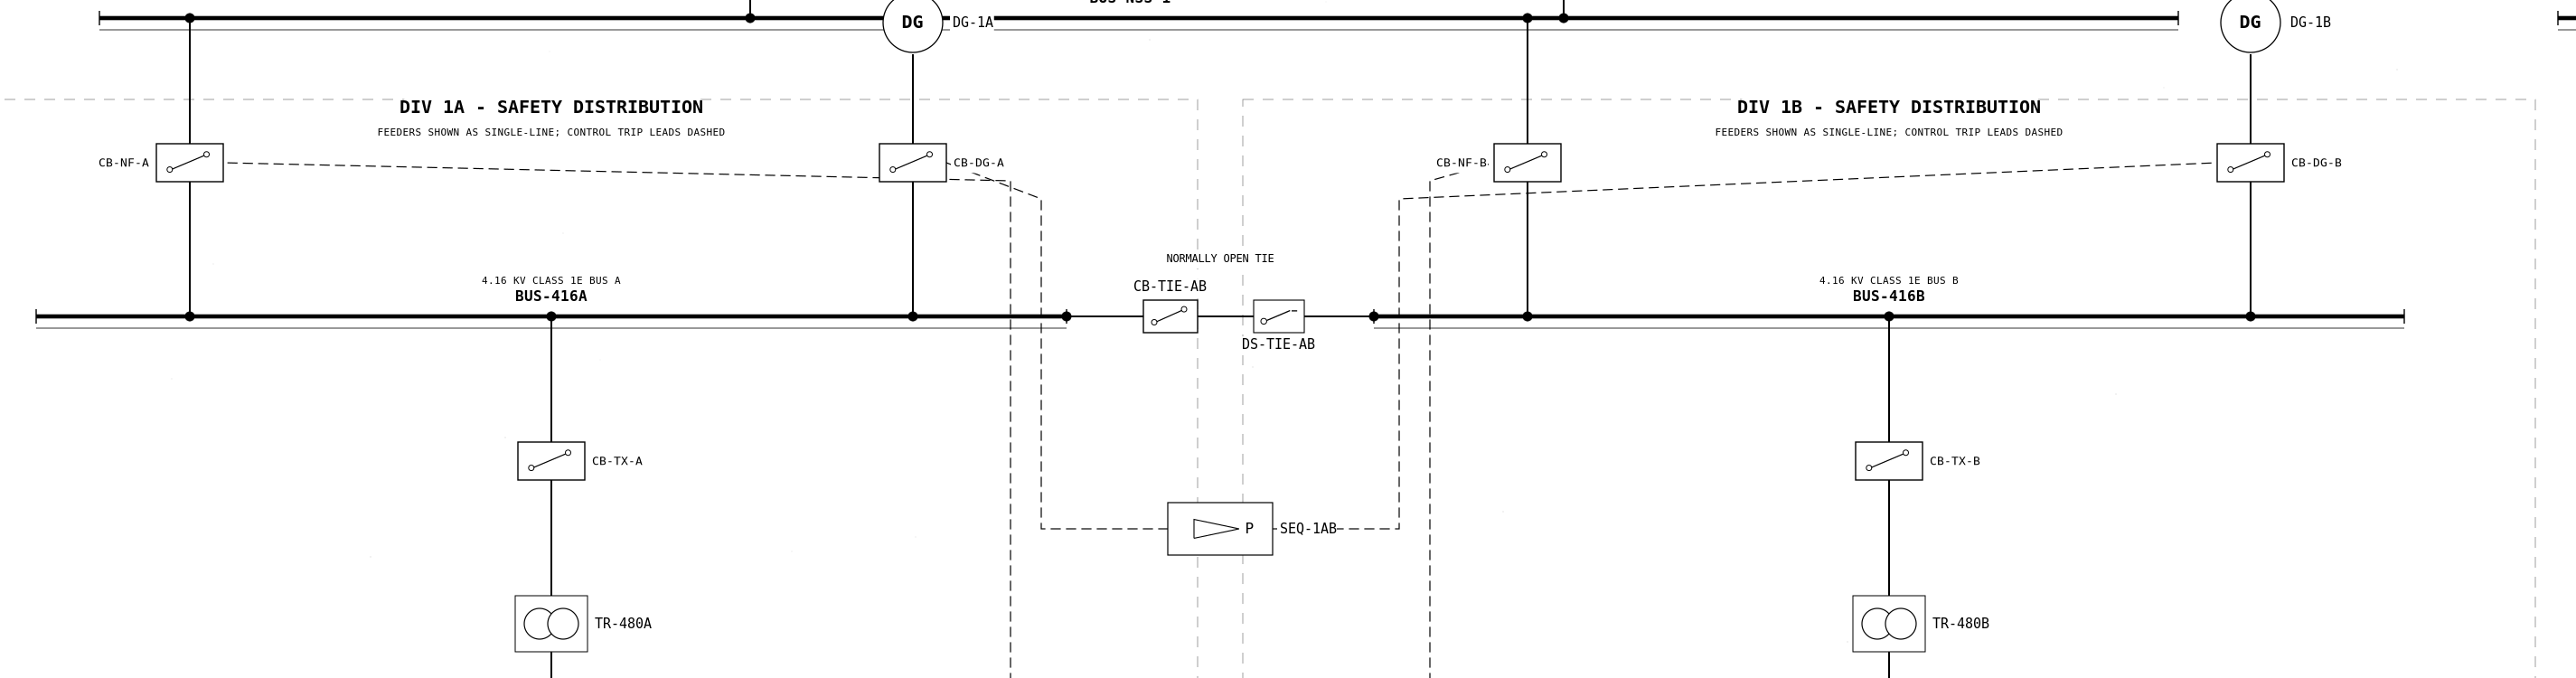 DG
DG-1A
DG
DG-1B
DIV 1A - SAFETY DISTRIBUTION
FEEDERS SHOWN AS SINGLE-LINE; CONTROL TRIP LEADS DASHED
DIV 1B - SAFETY DISTRIBUTION
FEEDERS SHOWN AS SINGLE-LINE; CONTROL TRIP LEADS DASHED
CB-NF-A
CB-DG-A
CB-NF-B
CB-DG-B
NORMALLY OPEN TIE
4.16 KV CLASS 1E BUS A
BUS-416A
CB-TIE-AB
4.16 KV CLASS 1E BUS B
BUS-416B
DS-TIE-AB
CB-TX-A
CB-TX-B
P
SEQ-1AB
TR-480A
TR-480B